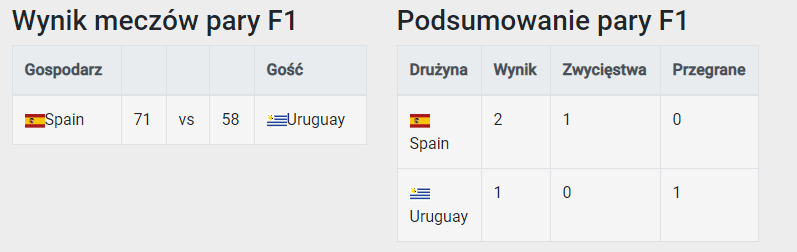 Wynik meczów pary F1
Gospodarz Gość
Spain 71 vs 58 Uruguay
Podsumowanie pary F1
Drużyna Wynik Zwycięstwa Przegrane
Spain 2 1 0
Uruguay 1 0 1